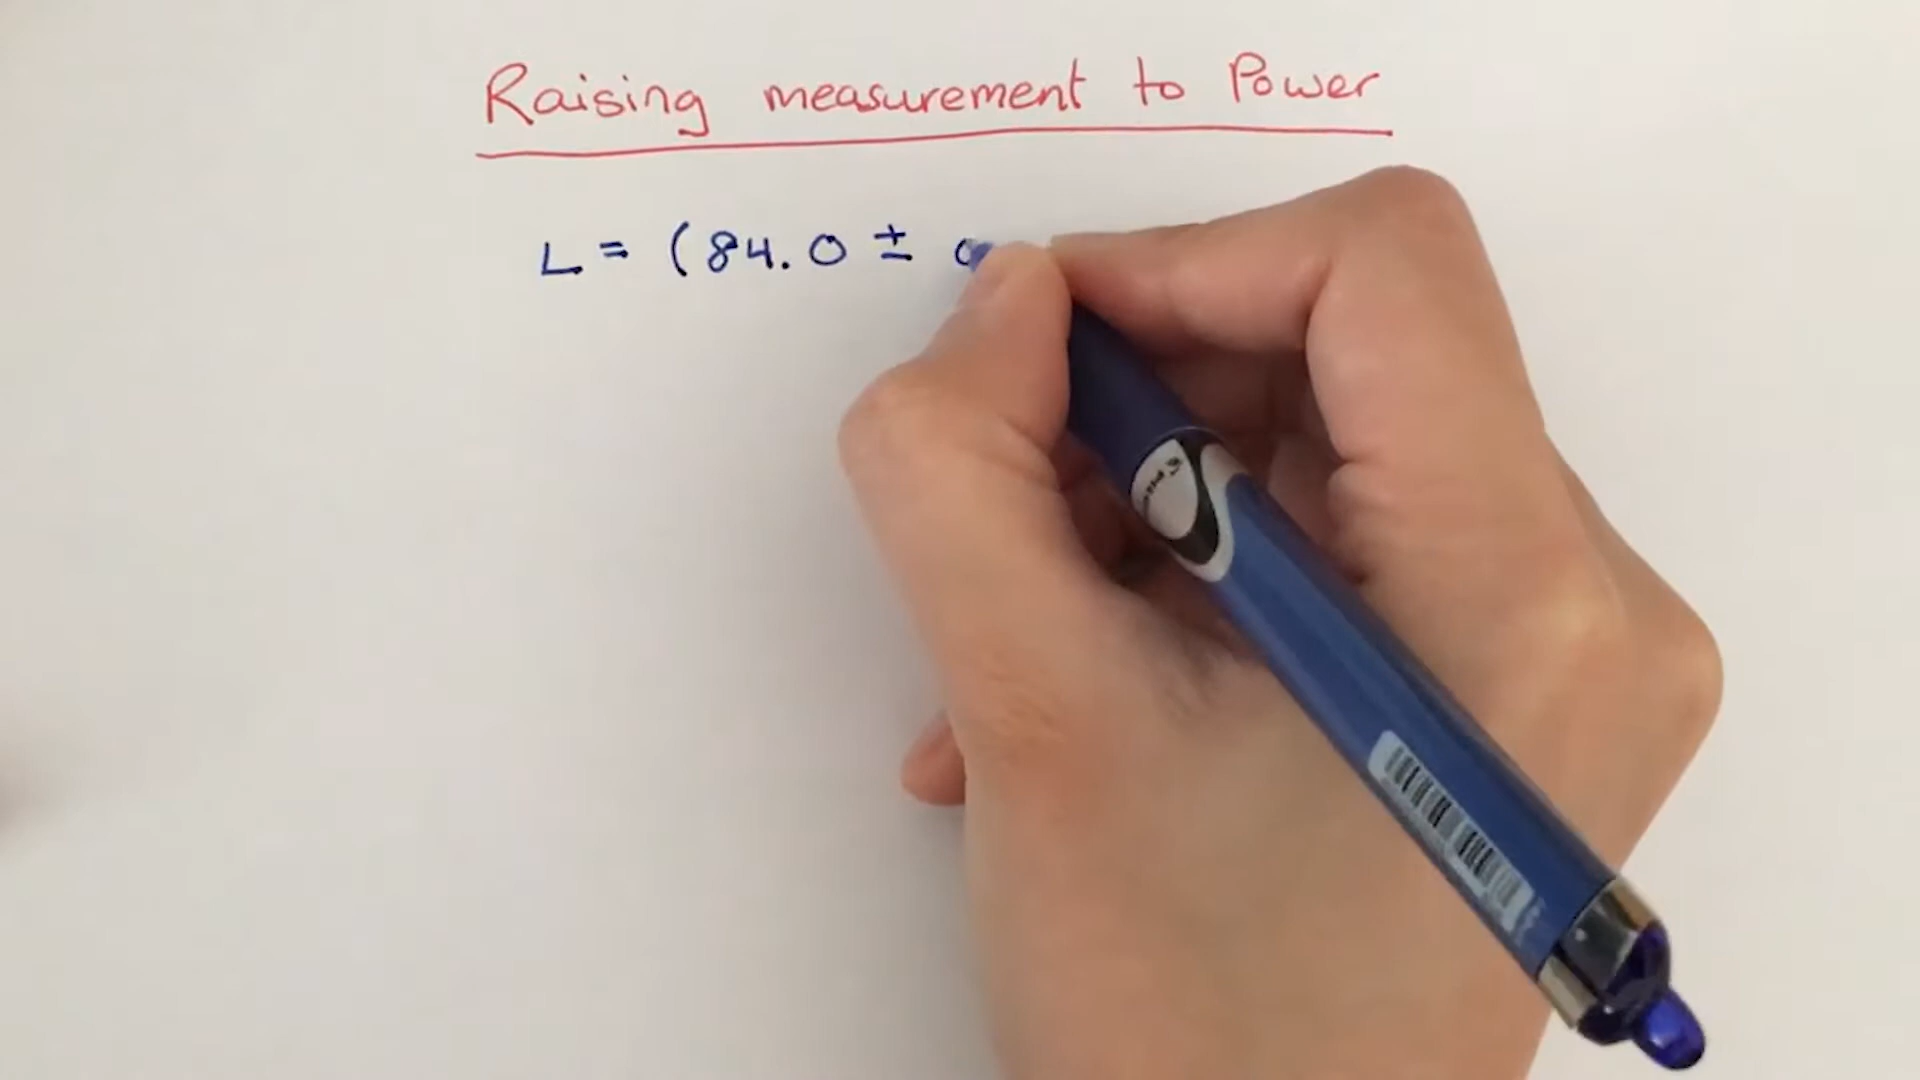 Raising measurement to Power
L = (84.0 ±